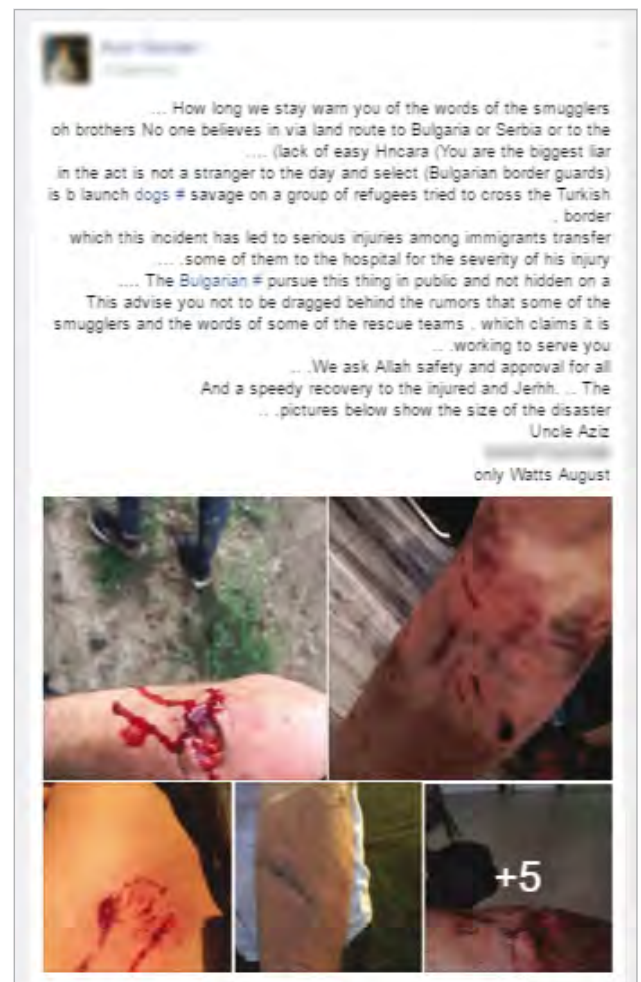 ... How long we stay warn you of the words of the smugglers
oh brothers No one believes in via land route to Bulgaria or Serbia or to the
.... (lack of easy Hncara (You are the biggest liar
in the act is not a stranger to the day and select (Bulgarian border guards)
is b launch dogs # savage on a group of refugees tried to cross the Turkish
. border
which this incident has led to serious injuries among immigrants transfer
.... .some of them to the hospital for the severity of his injury
.... The Bulgarian # pursue this thing in public and not hidden on a
This advise you not to be dragged behind the rumors that some of the
smugglers and the words of some of the rescue teams . which claims it is
.. .working to serve you
.. .We ask Allah safety and approval for all
And a speedy recovery to the injured and Jerhh. .. The
.. .pictures below show the size of the disaster
Uncle Aziz
only Watts August
+5